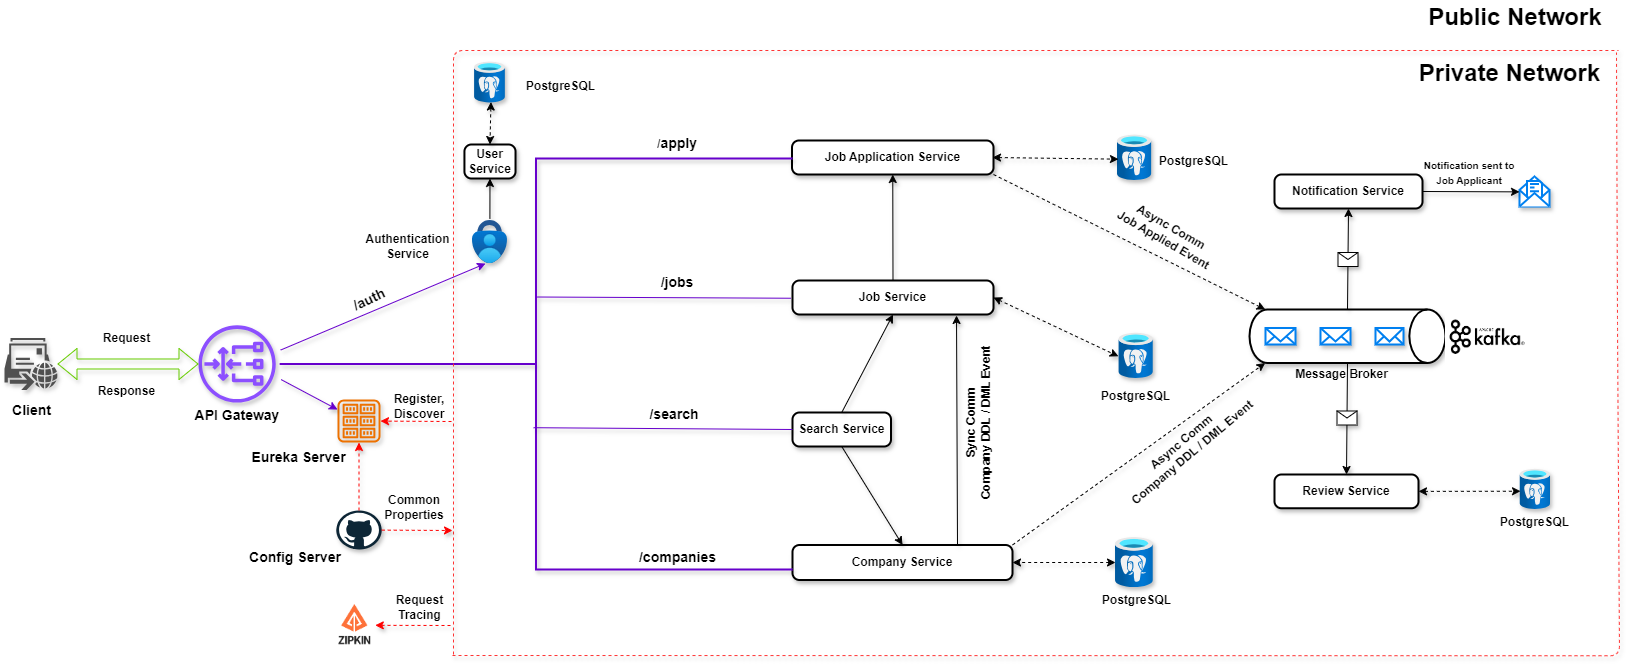 Public Network
Private Network
PostgreSQL
User
Service
/apply
Job Application Service
PostgreSQL
Notification sent to
Job Applicant
Notification Service
Authentication
Service
Async Comm
Job Applied Event
/auth
/jobs
Job Service
Request
Response
Client
API Gateway
kafka
Message Broker
PostgreSQL
Register,
Discover
Eureka Server
/search
Search Service
Sync Comm
Company DDL / DML Event
Async Comm
Company DDL / DML Event
Common
Properties
Config Server
Review Service
PostgreSQL
/companies
Company Service
PostgreSQL
Request
Tracing
ZIPKIN